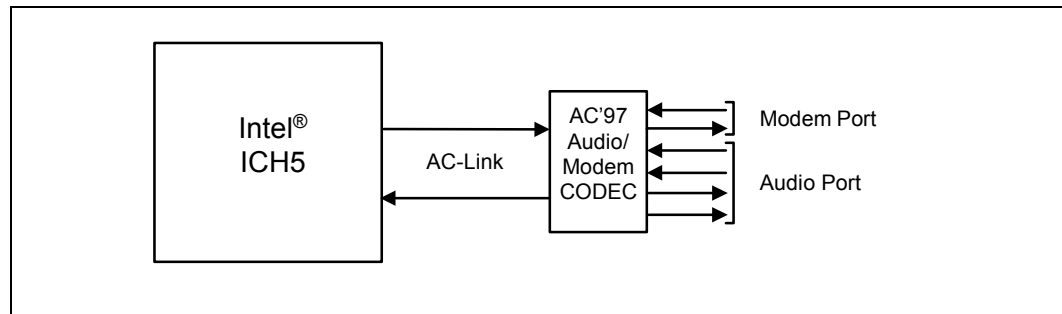 Intel®
ICH5
AC-Link
AC'97
Audio/
Modem
CODEC
Modem Port
Audio Port